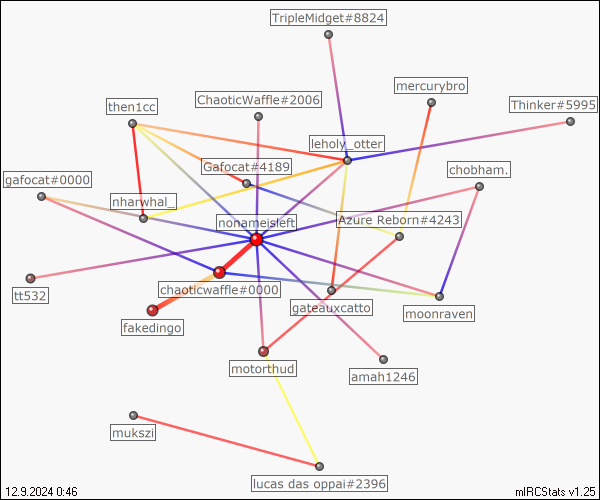 TripleMidget#8824
mercurybro
ChaoticWaffle#2006
then1cc
Thinker#5995
leholy_otter
Gafocat#4189
chobham.
gafocat#0000
nharwhal_
nonameisleft
Azure Reborn#4243
chaoticwaffle#0000
tt532
gateauxcatto
moonraven
fakedingo
motorthud
amah1246
mukszi
lucas das oppai#2396
12.9.2024 0:46
mIRCStats v1.25